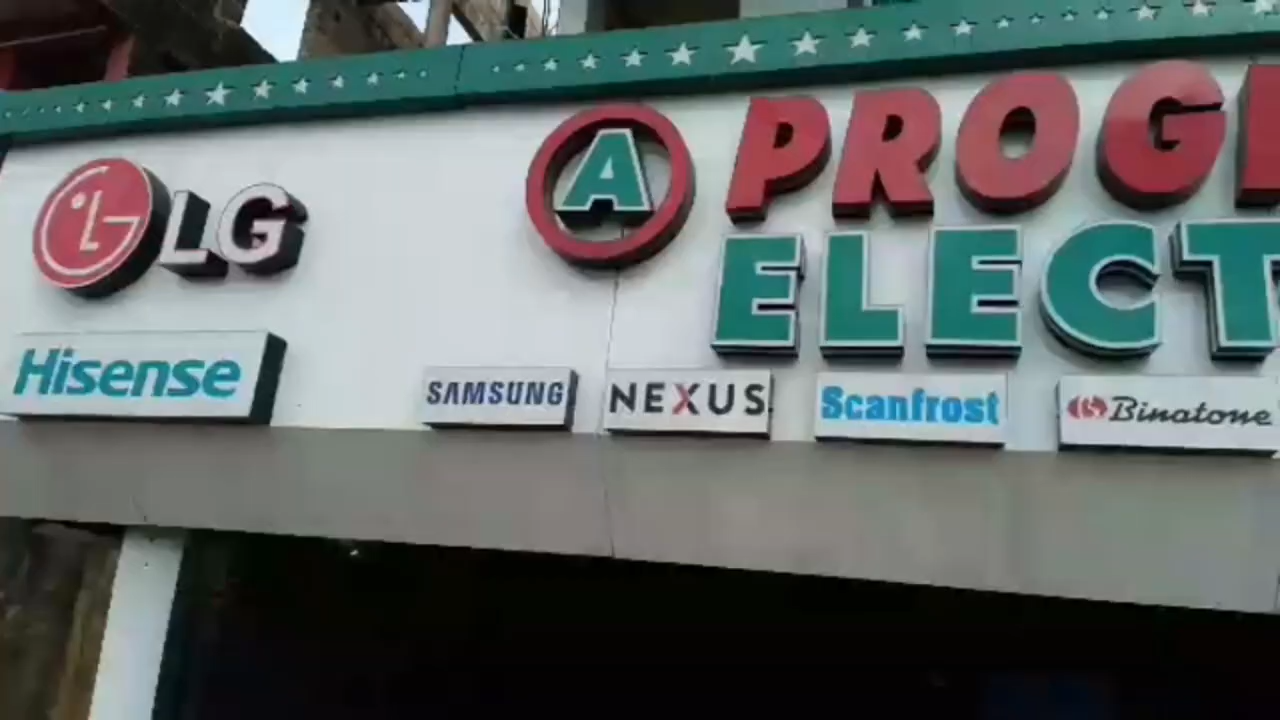 LG
Hisense
A PROG
ELECT
SAMSUNG
NEXUS
Scanfrost
Binatone